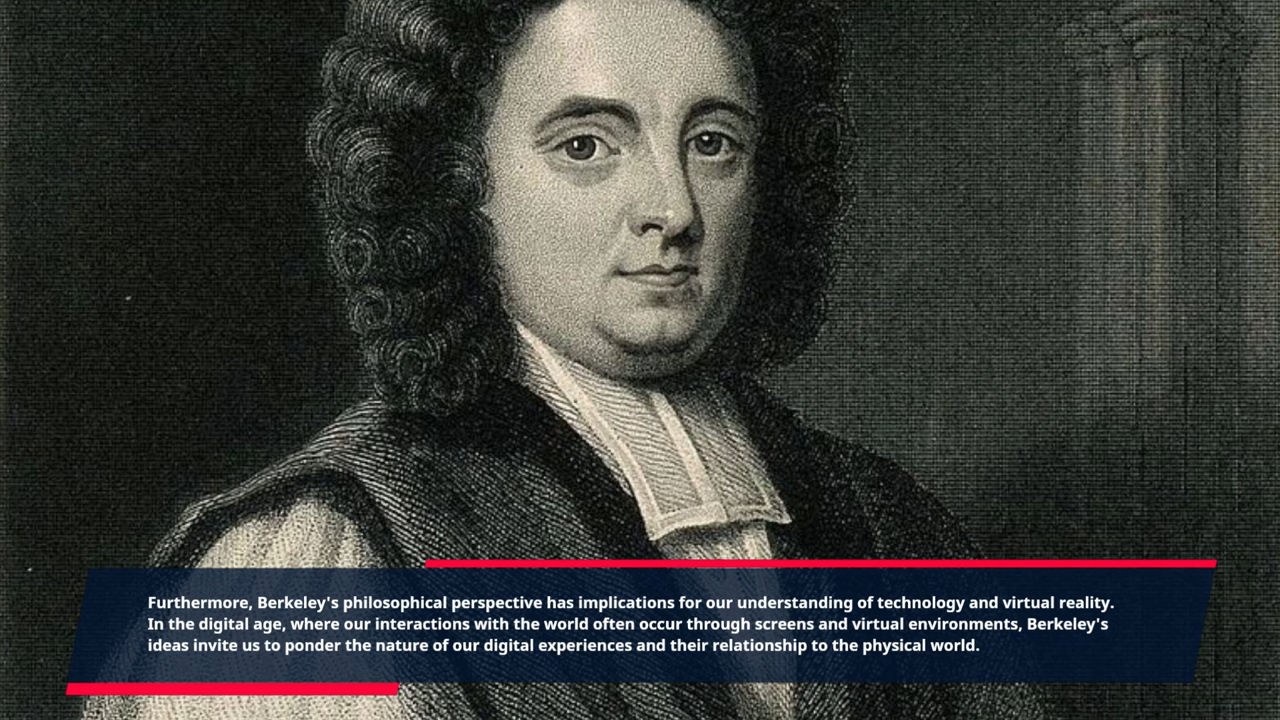 Furthermore, Berkeley's philosophical perspective has implications for our understanding of technology and virtual reality.
In the digital age, where our interactions with the world often occur through screens and virtual environments, Berkeley's
ideas invite us to ponder the nature of our digital experiences and their relationship to the physical world.